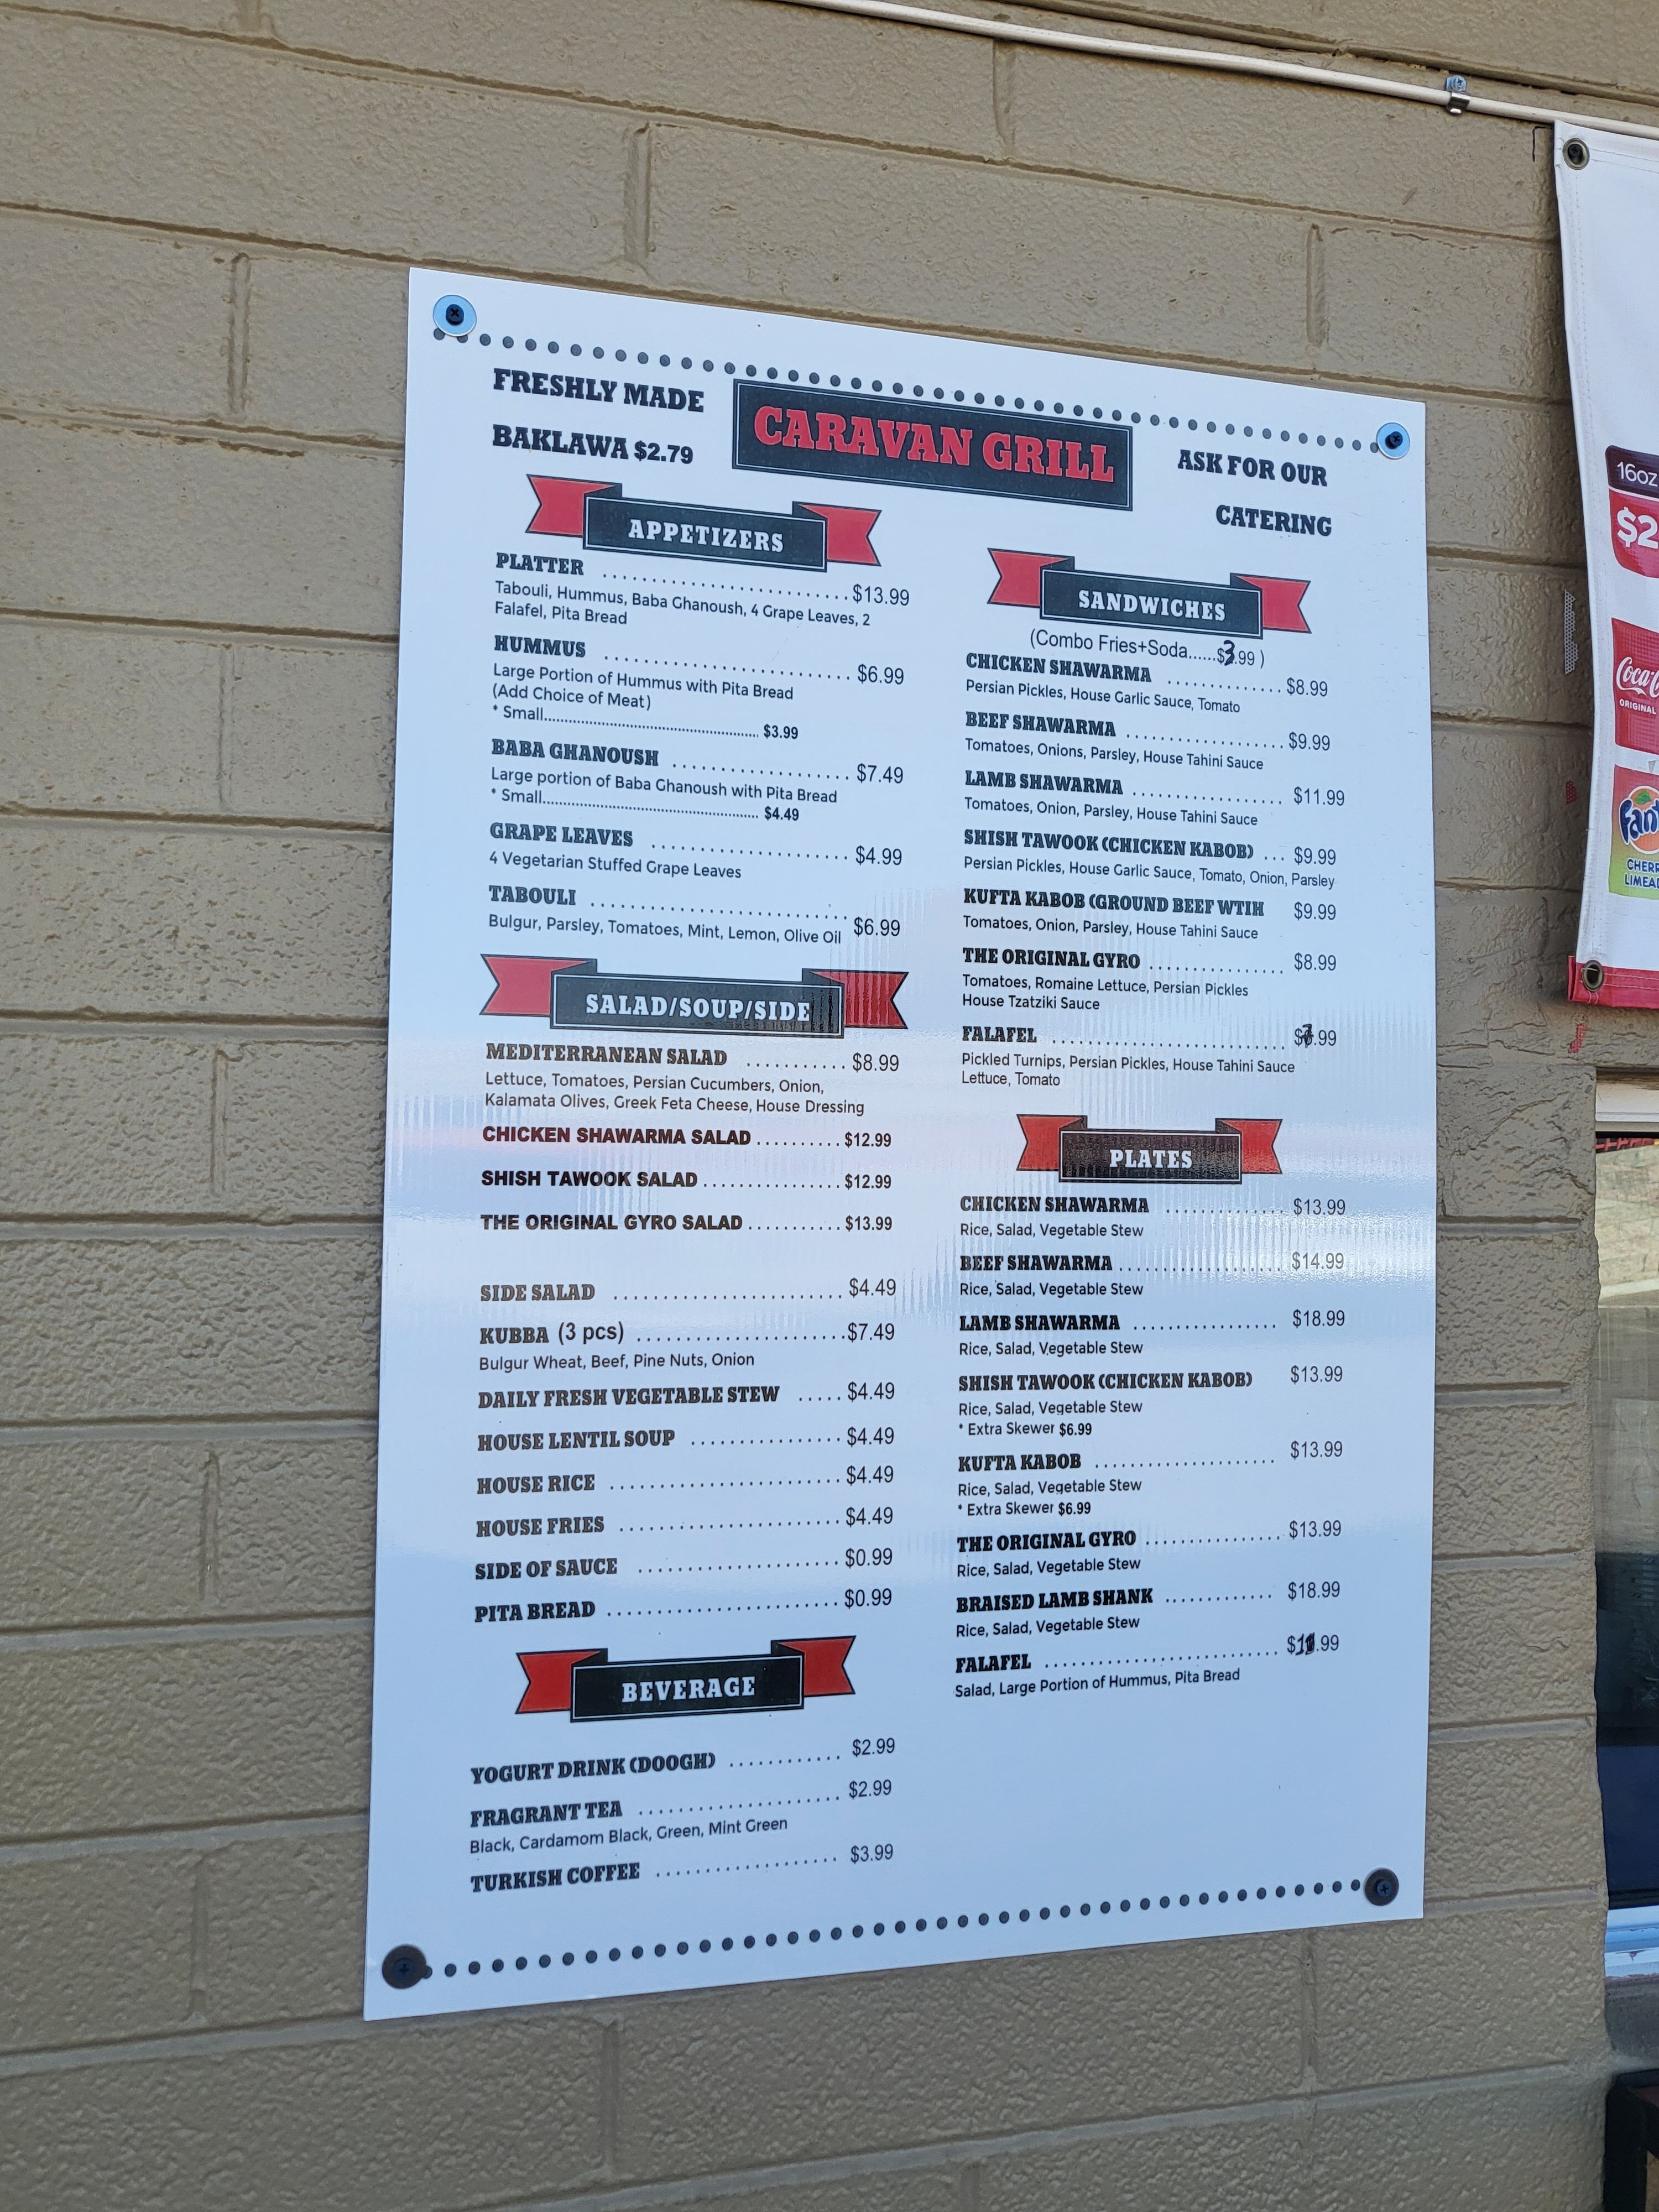 FRESHLY MADE
BAKLAWA $2.79
CARAVAN GRILL
ASK FOR OUR
CATERING
APPETIZERS
PLATTER ........................ $13.99
Tabouli, Hummus, Baba Ghanoush, 4 Grape Leaves, 2
Falafel, Pita Bread
HUMMUS ........................ $6.99
Large Portion of Hummus with Pita Bread
(Add Choice of Meat)
* Small........................ $3.99
BABA GHANOUSH ................... $7.49
Large portion of Baba Ghanoush with Pita Bread
* Small........................ $4.49
GRAPE LEAVES ..................... $4.99
4 Vegetarian Stuffed Grape Leaves
TABOULI ........................ $6.99
Bulgur, Parsley, Tomatoes, Mint, Lemon, Olive Oil
SALAD/SOUP/SIDE
MEDITERRANEAN SALAD ........... $8.99
Lettuce, Tomatoes, Persian Cucumbers, Onion,
Kalamata Olives, Greek Feta Cheese, House Dressing
CHICKEN SHAWARMA SALAD .......... $12.99
SHISH TAWOOK SALAD ................ $12.99
THE ORIGINAL GYRO SALAD ........... $13.99
SIDE SALAD ........................ $4.49
KUBBA (3 pcs) ...................... $7.49
Bulgur Wheat, Beef, Pine Nuts, Onion
DAILY FRESH VEGETABLE STEW ..... $4.49
HOUSE LENTIL SOUP ................ $4.49
HOUSE RICE ........................ $4.49
HOUSE FRIES ....................... $4.49
SIDE OF SAUCE ..................... $0.99
PITA BREAD ........................ $0.99
BEVERAGE
YOGURT DRINK (DOOGH) ............ $2.99
FRAGRANT TEA ..................... $2.99
Black, Cardamom Black, Green, Mint Green
TURKISH COFFEE ................... $3.99
SANDWICHES
(Combo Fries+Soda......$3.99 )
CHICKEN SHAWARMA ............. $8.99
Persian Pickles, House Garlic Sauce, Tomato
BEEF SHAWARMA .................. $9.99
Tomatoes, Onions, Parsley, House Tahini Sauce
LAMB SHAWARMA .................. $11.99
Tomatoes, Onion, Parsley, House Tahini Sauce
SHISH TAWOOK (CHICKEN KABOB) ... $9.99
Persian Pickles, House Garlic Sauce, Tomato, Onion, Parsley
KUFTA KABOB (GROUND BEEF WTIH $9.99
Tomatoes, Onion, Parsley, House Tahini Sauce
THE ORIGINAL GYRO ............... $8.99
Tomatoes, Romaine Lettuce, Persian Pickles
House Tzatziki Sauce
FALAFEL ........................ $7.99
Pickled Turnips, Persian Pickles, House Tahini Sauce
Lettuce, Tomato
PLATES
CHICKEN SHAWARMA ............. $13.99
Rice, Salad, Vegetable Stew
BEEF SHAWARMA ................... $14.99
Rice, Salad, Vegetable Stew
LAMB SHAWARMA ................. $18.99
Rice, Salad, Vegetable Stew
SHISH TAWOOK (CHICKEN KABOB) $13.99
Rice, Salad, Vegetable Stew
* Extra Skewer $6.99
KUFTA KABOB ..................... $13.99
Rice, Salad, Vegetable Stew
* Extra Skewer $6.99
THE ORIGINAL GYRO ............... $13.99
Rice, Salad, Vegetable Stew
BRAISED LAMB SHANK ............ $18.99
Rice, Salad, Vegetable Stew
FALAFEL ........................
Salad, Large Portion of Hummus, Pita Bread
16oz
ORIGINAL